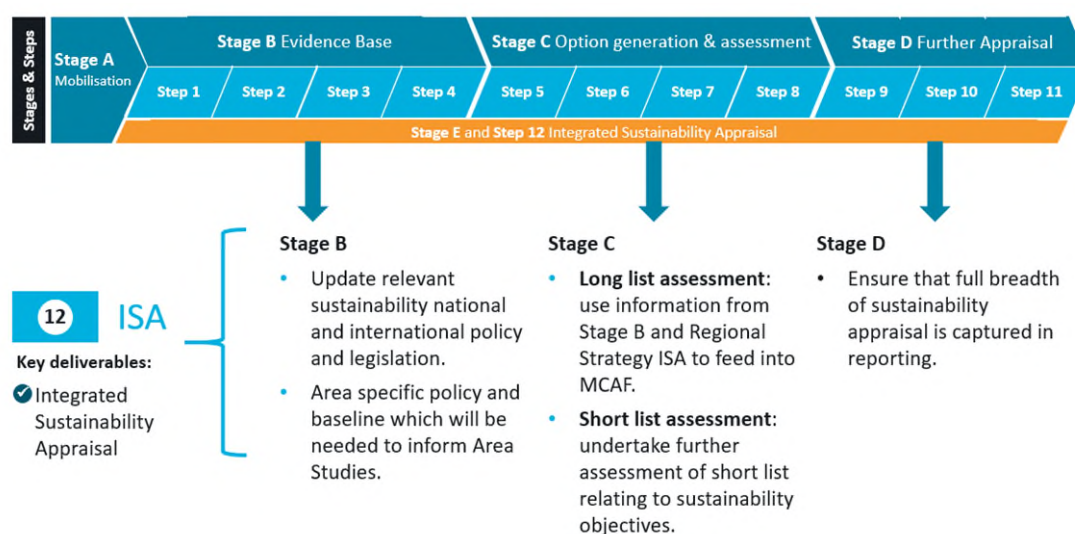 Stages & Steps
Stage A
Mobilisation
Stage B Evidence Base
Stage C Option generation & assessment
Stage D Further Appraisal
Step 1
Step 2
Step 3
Step 4
Step 5
Step 6
Step 7
Step 8
Step 9
Step 10
Step 11
Stage E and Step 12 Integrated Sustainability Appraisal
12
ISA
Key deliverables:
Integrated
Sustainability
Appraisal
Stage B
• Update relevant
sustainability national
and international policy
and legislation.
• Area specific policy and
baseline which will be
needed to inform Area
Studies.
Stage C
• Long list assessment:
use information from
Stage B and Regional
Strategy ISA to feed into
MCAF.
• Short list assessment:
undertake further
assessment of short list
relating to sustainability
objectives.
Stage D
• Ensure that full breadth
of sustainability
appraisal is captured in
reporting.